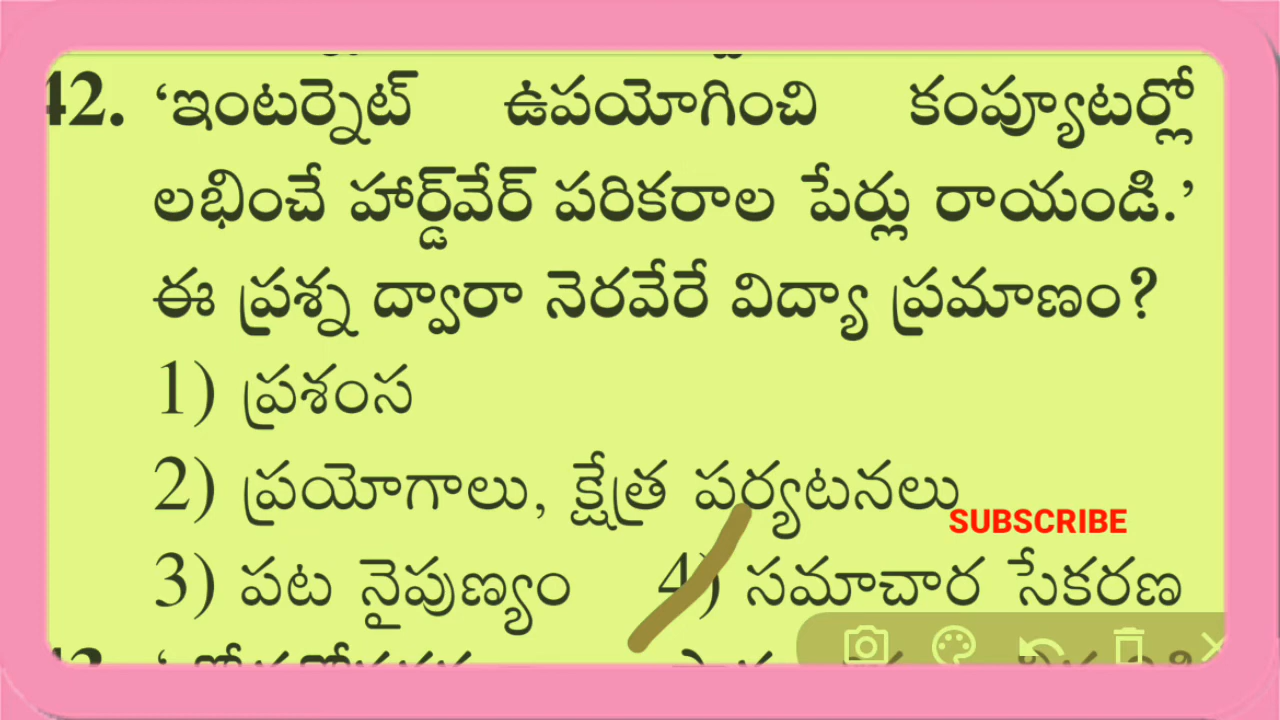 42. ‘ఇంటర్నెట్ ఉపయోగించి కంప్యూటర్లో
లభించే హార్డ్‌వేర్ పరికరాల పేర్లు రాయండి.’
ఈ ప్రశ్న ద్వారా నెరవేరే విద్యా ప్రమాణం?
1) ప్రశంస
2) ప్రయోగాలు, క్షేత్ర పర్యటనలు
SUBSCRIBE
3) పట నైపుణ్యం 4) సమాచార సేకరణ